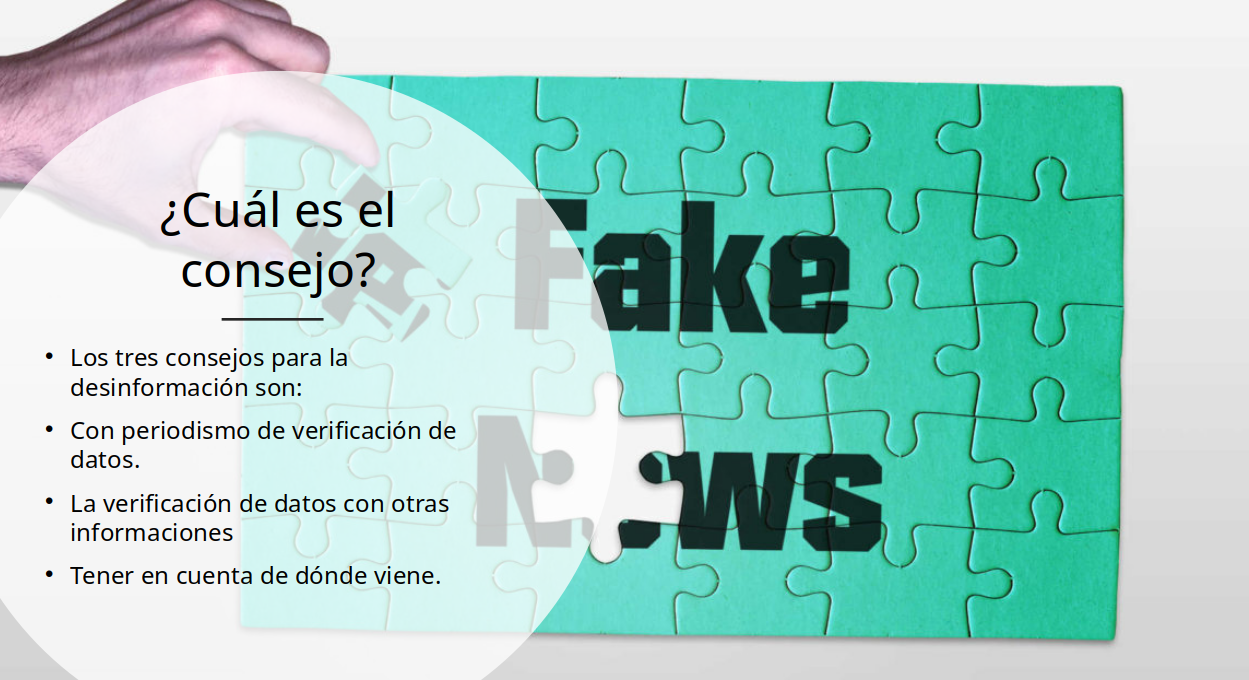 ¿Cuál es el
consejo?
• Los tres consejos para la
desinformación son:
• Con periodismo de verificación de
datos.
• La verificación de datos con otras
informaciones
• Tener en cuenta de dónde viene.
Fake
News